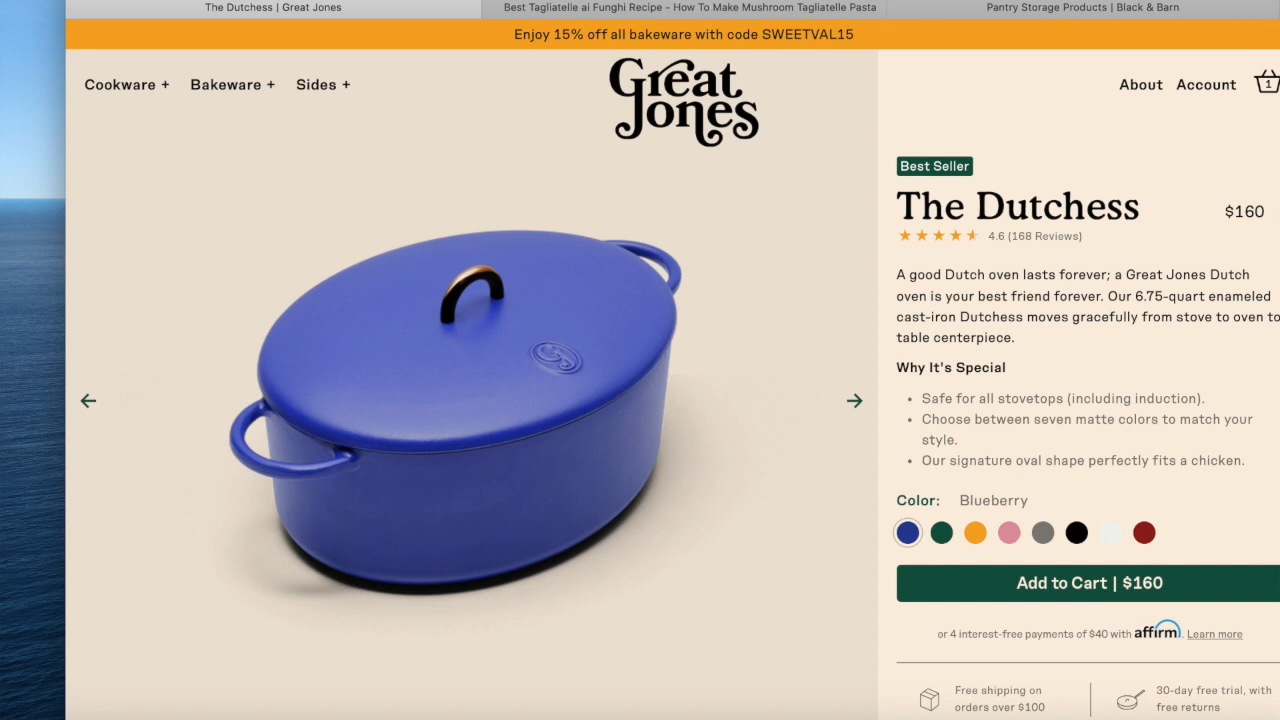 The Dutchess | Great Jones
Best Tagliatelle ai Funghi Recipe - How To Make Mushroom Tagliatelle Pasta
Pantry Storage Products | Black & Barn
Enjoy 15% off all bakeware with code SWEETVAL15
Cookware + Bakeware + Sides +
Great
Jones
About Account 1
Best Seller
The Dutchess $160
4.6 (168 Reviews)
A good Dutch oven lasts forever; a Great Jones Dutch
oven is your best friend forever. Our 6.75-quart enameled
cast-iron Dutchess moves gracefully from stove to oven to
table centerpiece.
Why It's Special
• Safe for all stovetops (including induction).
• Choose between seven matte colors to match your
style.
• Our signature oval shape perfectly fits a chicken.
Color: Blueberry
Add to Cart | $160
or 4 interest-free payments of $40 with affirm. Learn more
Free shipping on
orders over $100
30-day free trial, with
free returns